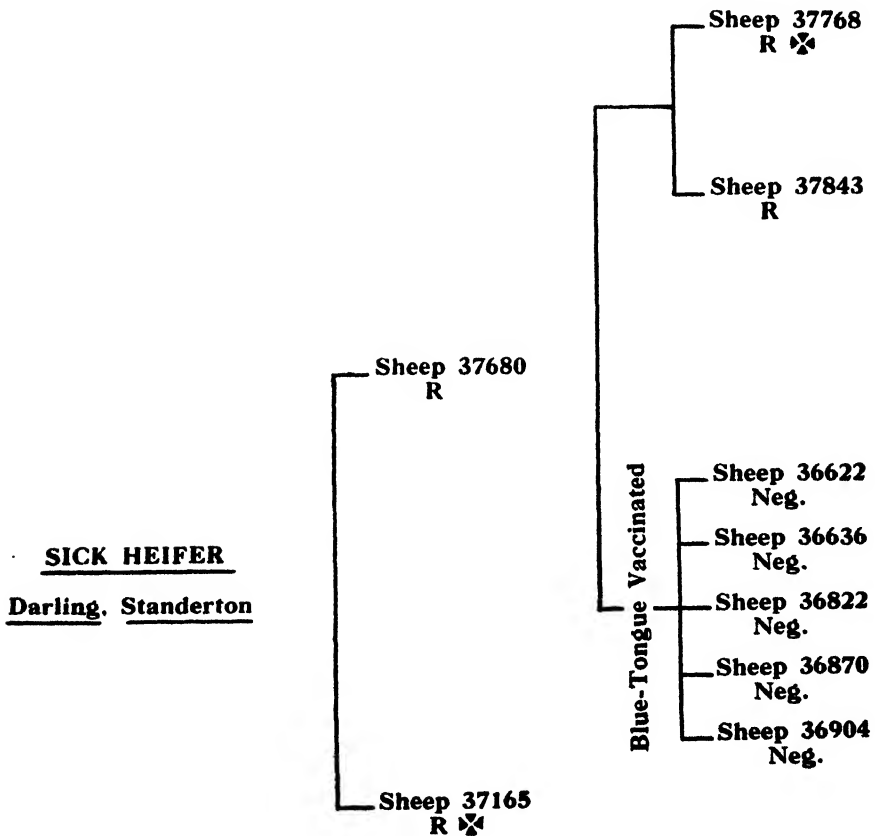 Sheep 37768
R ✖
Sheep 37843
R
Sheep 37680
R
Blue-Tongue Vaccinated
Sheep 36622
Neg.
Sheep 36636
Neg.
SICK HEIFER
Darling, Standerton
Sheep 36822
Neg.
Sheep 36870
Neg.
Sheep 36904
Neg.
Sheep 37165
R ✖